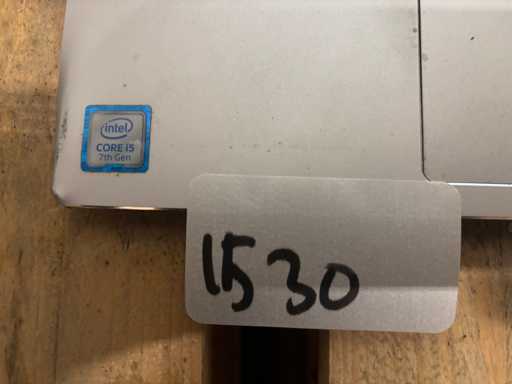 intel
CORE i5
7th Gen
1530